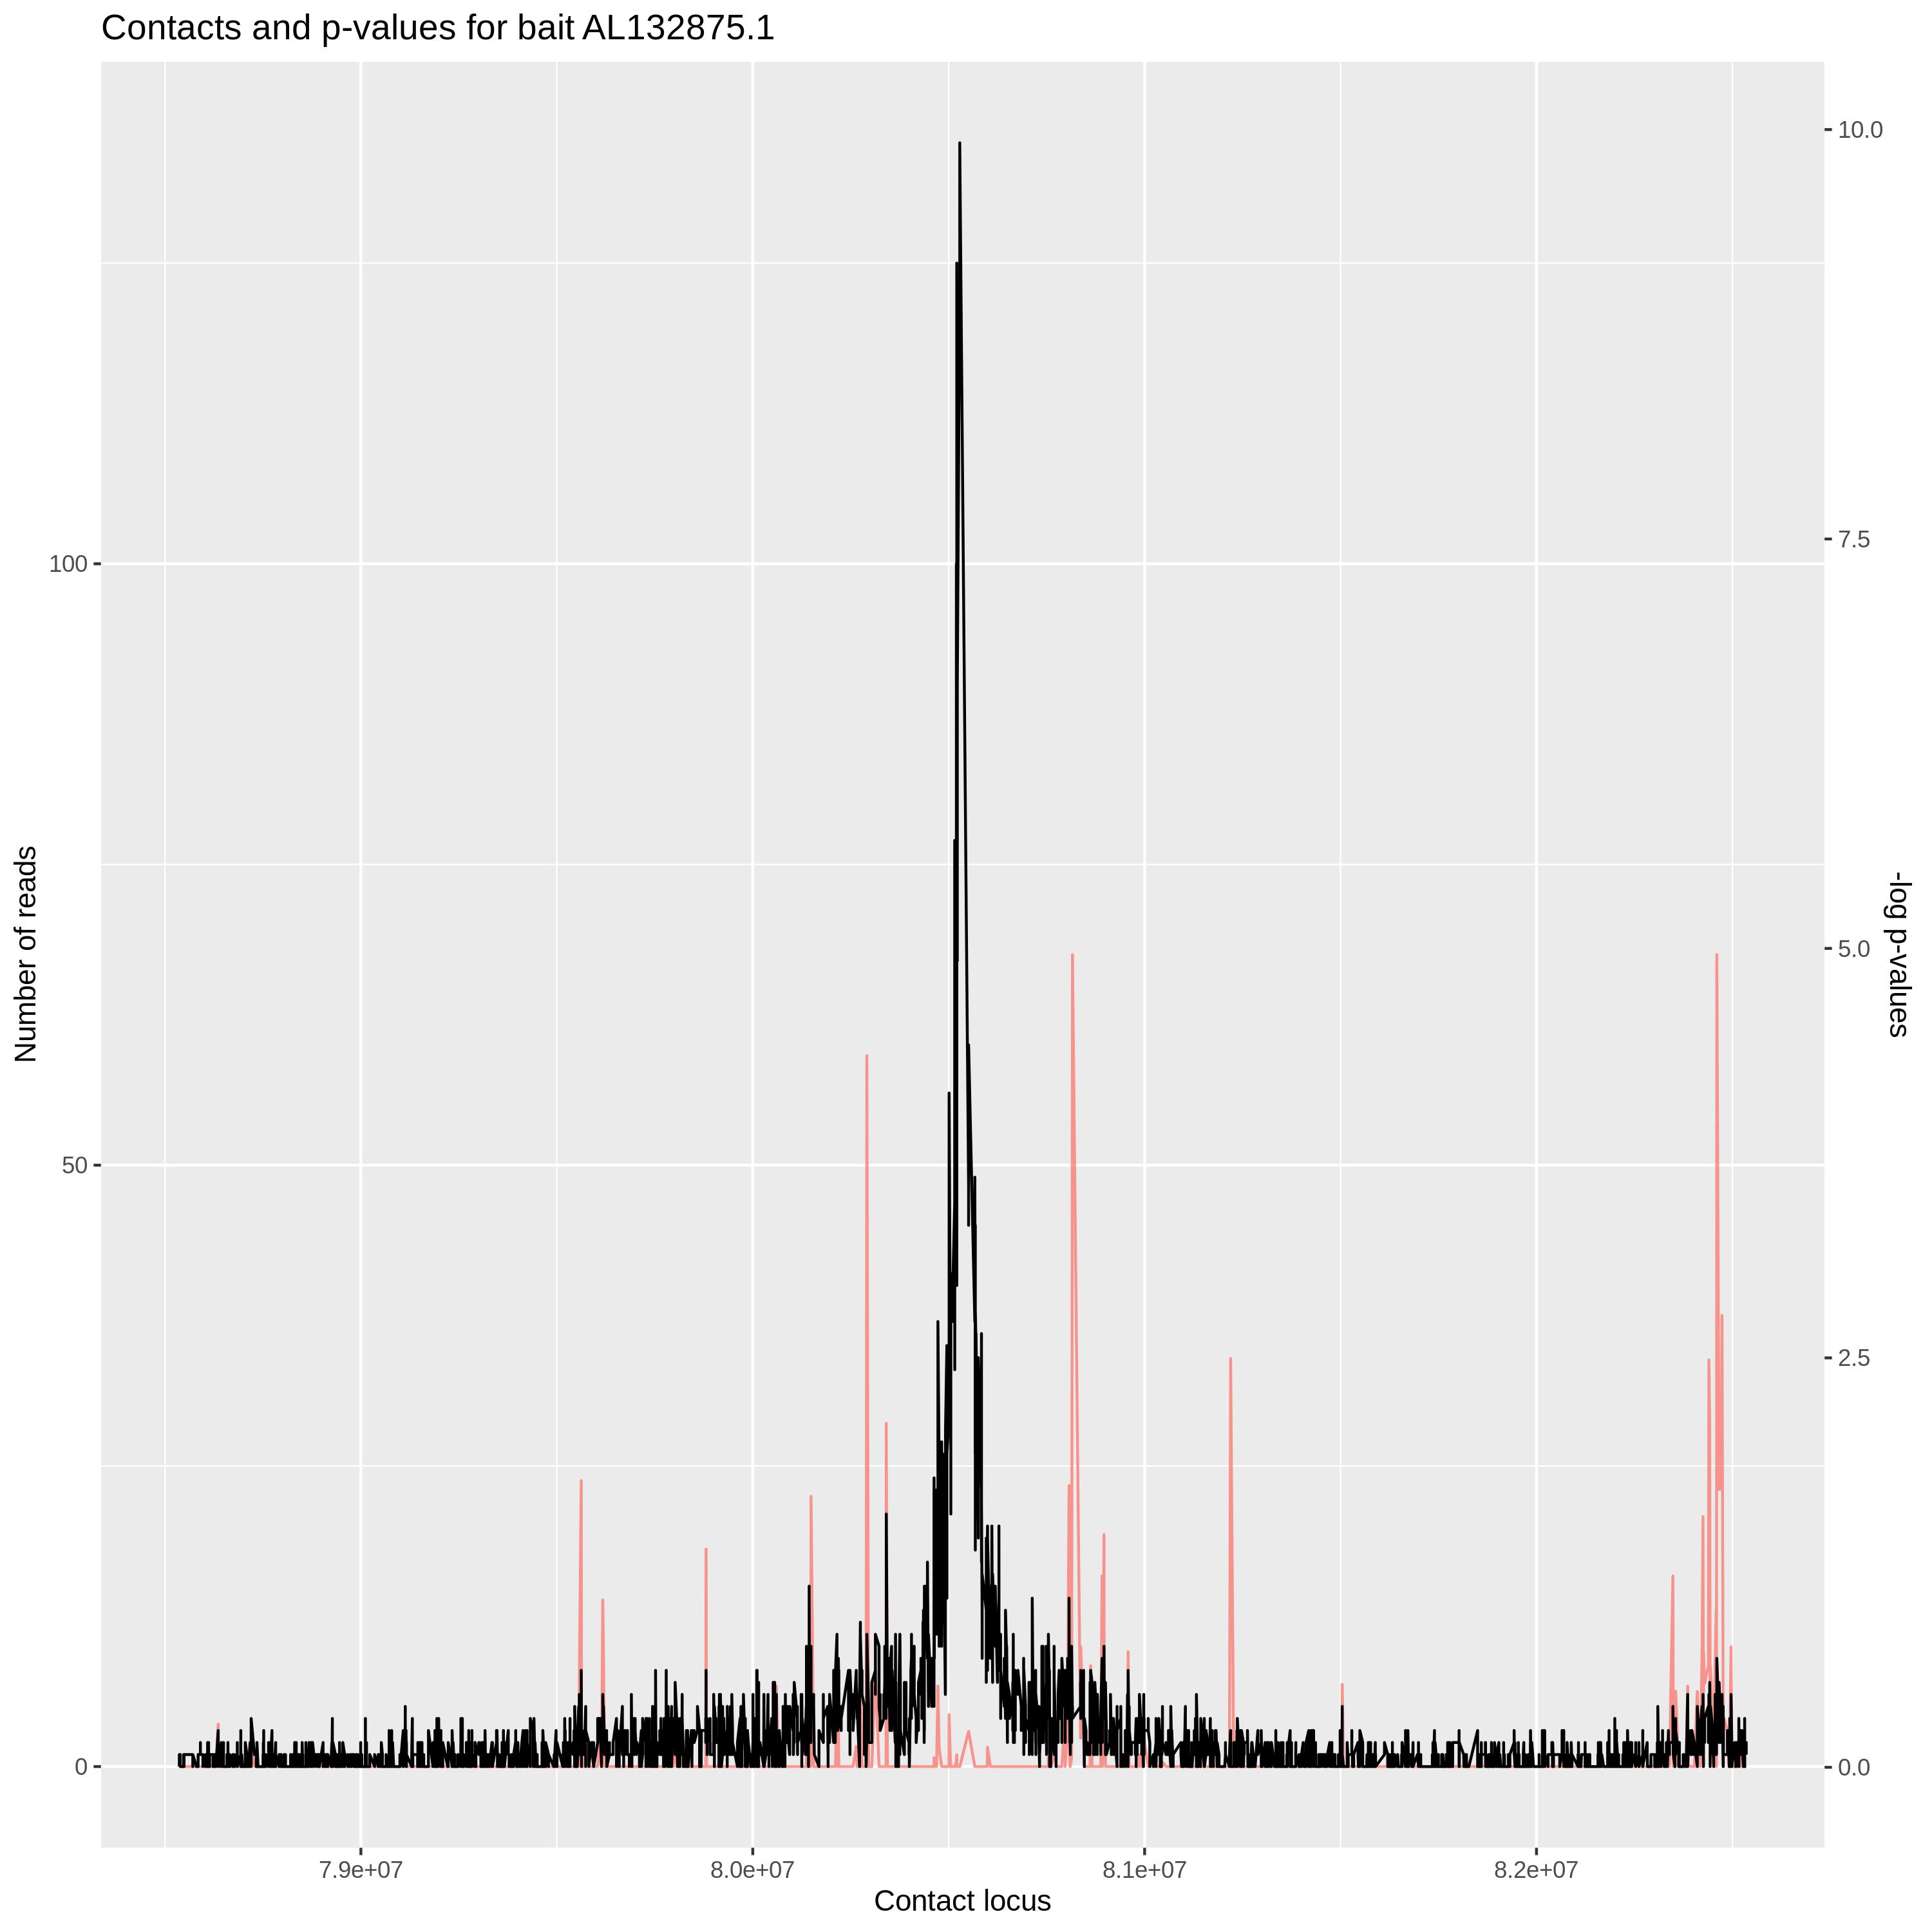 Contacts and p-values for bait AL132875.1
Number of reads
100
50
0
10.0
7.5
5.0
2.5
0.0
-log p-values
7.9e+07
8.0e+07
8.1e+07
8.2e+07
Contact locus